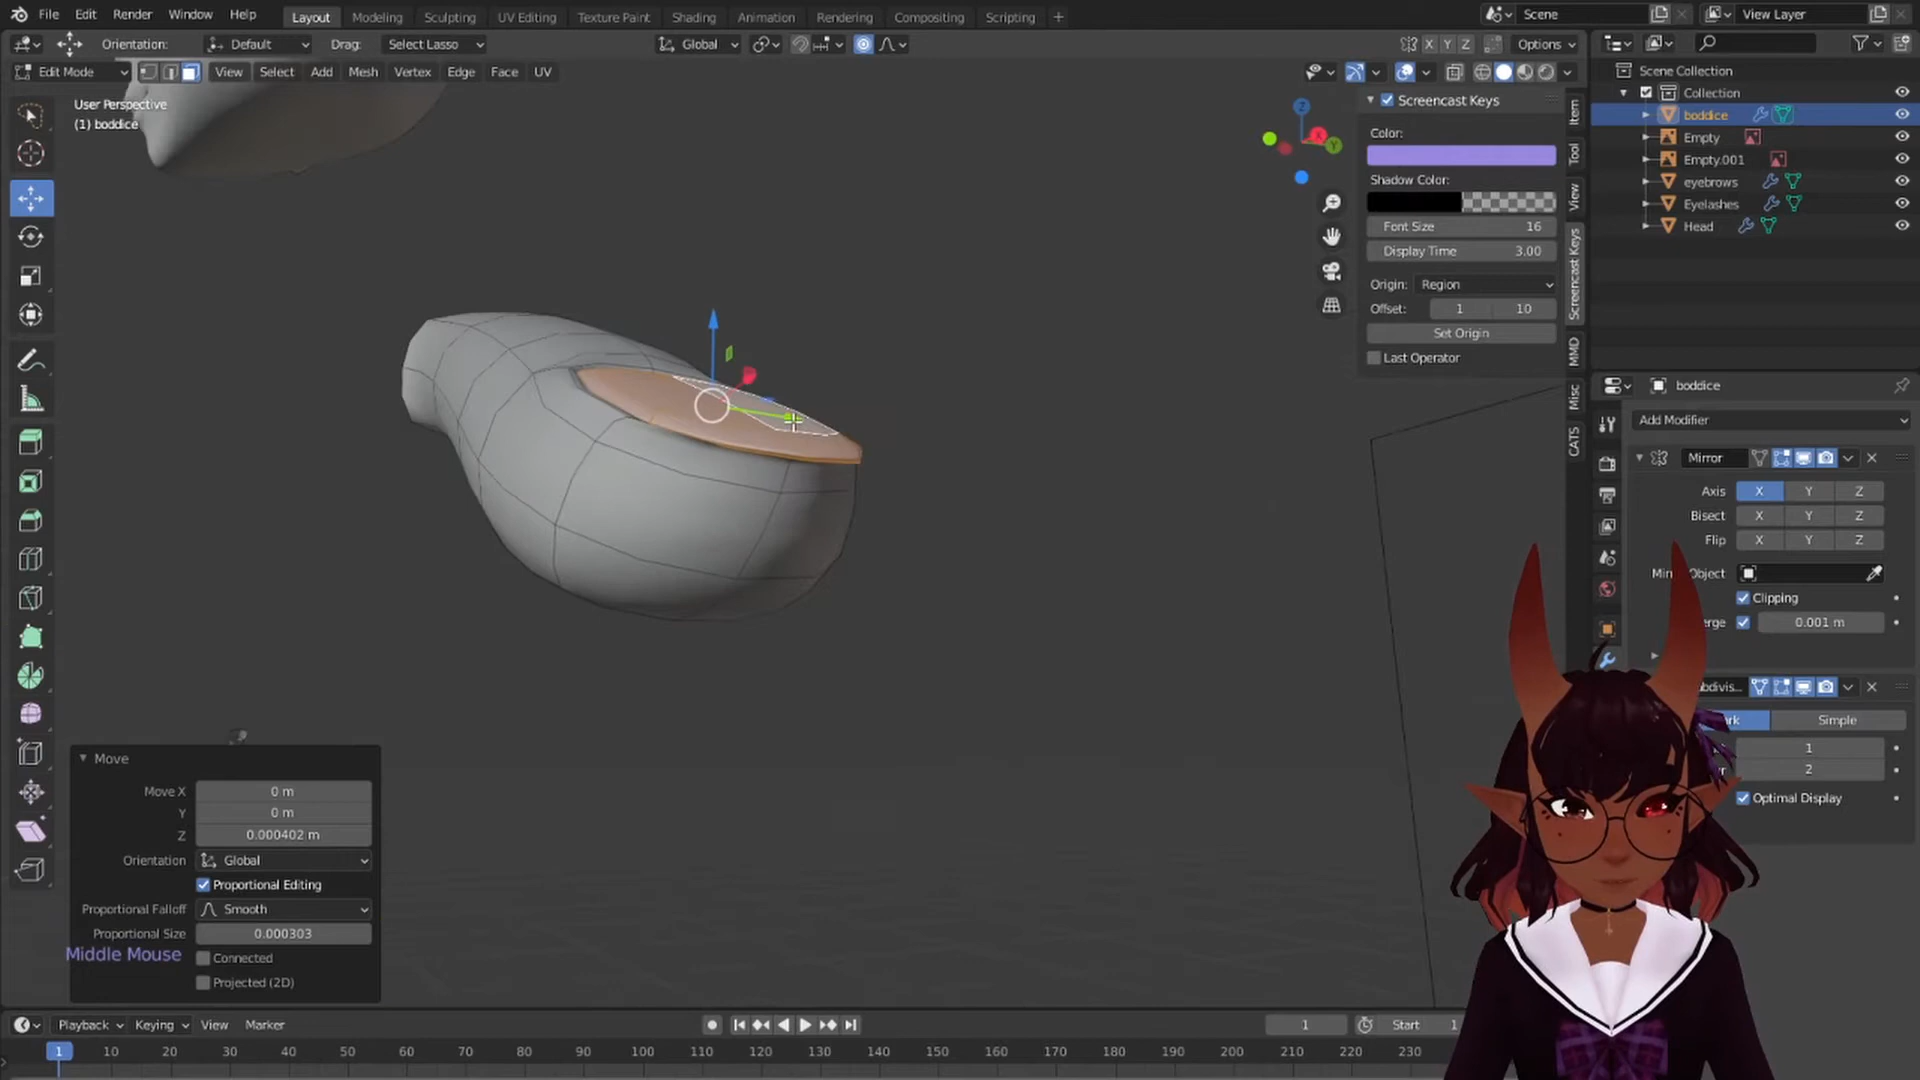 File Edit Render Window Help Layout Modeling Sculpting UV Editing Texture Paint Shading Animation Rendering Compositing Scripting + Scene View Layer
Orientation: Default Drag: Select Lasso Global X Y Z Options
Edit Mode View Select Add Mesh Vertex Edge Face UV
User Perspective
(1) boddice
Z
X
Y
Screencast Keys
Color:
Shadow Color:
Font Size 16
Display Time 3.00
Origin: Region
Offset: 1 10
Set Origin
Last Operator
Item
Tool
View
Screencast Keys
MMD
Misc
CATS
Scene Collection
Collection
boddice
Empty
Empty.001
eyebrows
Eyelashes
Head
boddice
Add Modifier
Mirror
Axis X Y Z
Bisect X Y Z
Flip X Y Z
Object
Clipping
0.001 m
Simple
1
2
Optimal Display
Move
Move X 0 m
Y 0 m
Z 0.000402 m
Orientation Global
Proportional Editing
Proportional Falloff Smooth
Proportional Size 0.000303
Middle Mouse
Connected
Projected (2D)
Playback Keying View Marker 1 Start 1
1 10 20 30 40 50 60 70 80 90 100 110 120 130 140 150 160 170 180 190 200 210 220 230